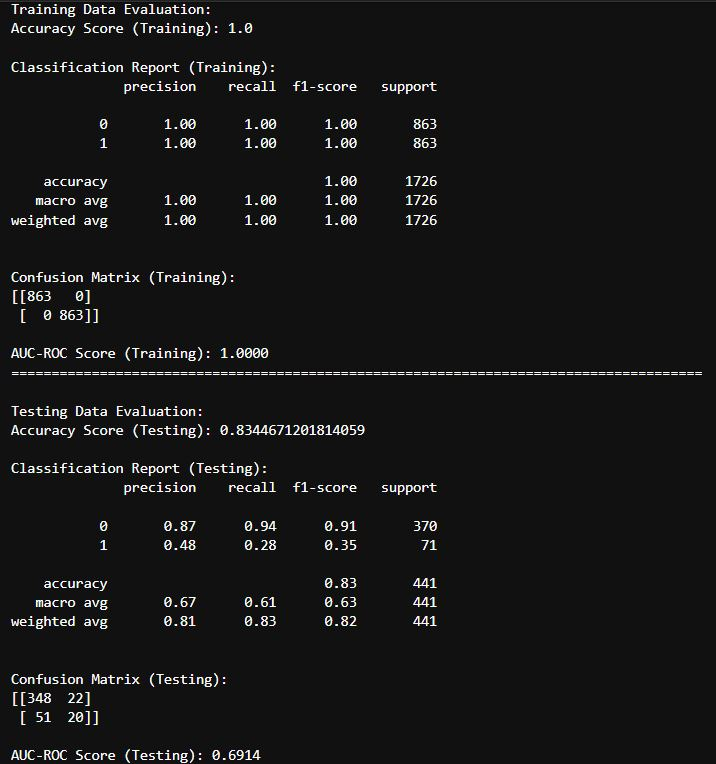 Training Data Evaluation:
Accuracy Score (Training): 1.0
Classification Report (Training):
precision recall f1-score support
0 1.00 1.00 1.00 863
1 1.00 1.00 1.00 863
accuracy 1.00 1726
macro avg 1.00 1.00 1.00 1726
weighted avg 1.00 1.00 1.00 1726
Confusion Matrix (Training):
[[863 0]
[ 0 863]]
AUC-ROC Score (Training): 1.0000
======================================================================================
Testing Data Evaluation:
Accuracy Score (Testing): 0.8344671201814059
Classification Report (Testing):
precision recall f1-score support
0 0.87 0.94 0.91 370
1 0.48 0.28 0.35 71
accuracy 0.83 441
macro avg 0.67 0.61 0.63 441
weighted avg 0.81 0.83 0.82 441
Confusion Matrix (Testing):
[[348 22]
[ 51 20]]
AUC-ROC Score (Testing): 0.6914